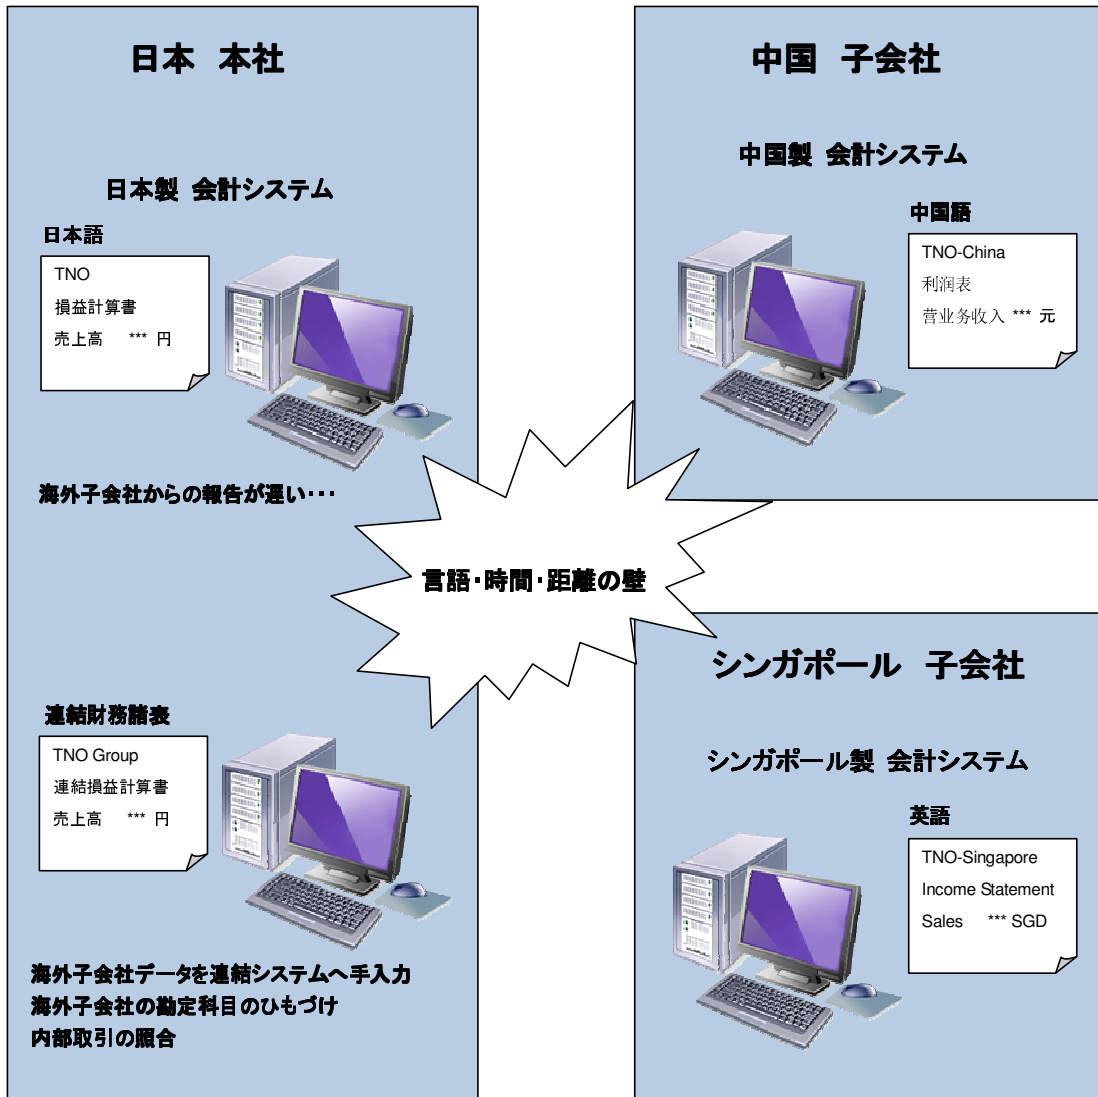 日本 本社
日本製 会計システム
日本語
TNO
損益計算書
売上高 *** 円
海外子会社からの報告が遅い･･･
連結財務諸表
TNO Group
連結損益計算書
売上高 *** 円
海外子会社データを連結システムへ手入力
海外子会社の勘定科目のひもづけ
内部取引の照合
言語･時間･距離の壁
中国 子会社
中国製 会計システム
中国語
TNO-China
利润表
营业务收入 *** 元
シンガポール 子会社
シンガポール製 会計システム
英語
TNO-Singapore
Income Statement
Sales *** SGD